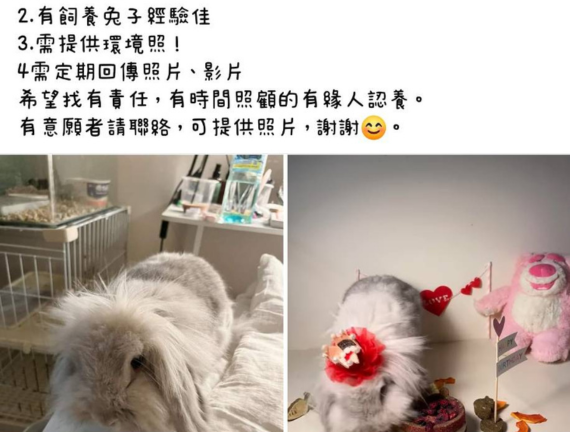 2.有飼養兔子經驗佳
3.需提供環境照！
4需定期回傳照片、影片
希望找有責任，有時間照顧的有緣人認養。
有意願者請聯絡，可提供照片，謝謝😊。
LOVE